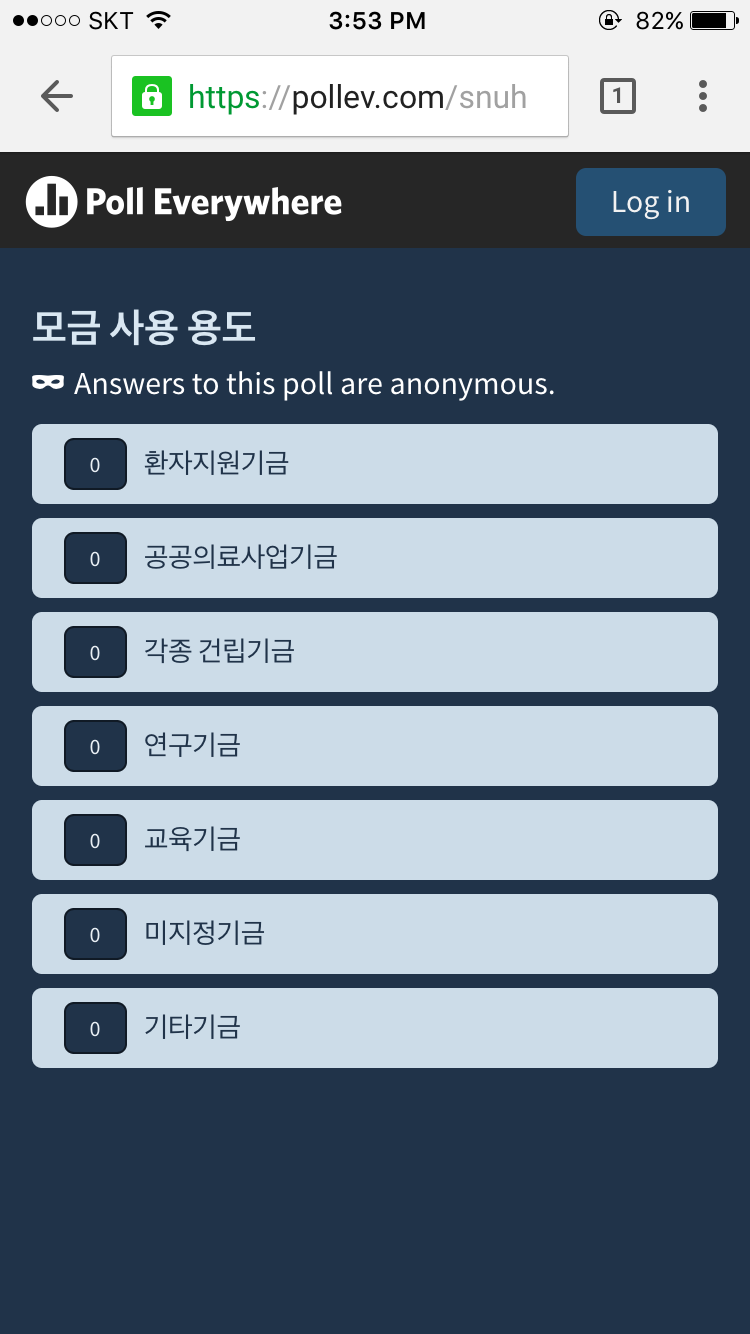 SKT 3:53 PM 82%
https://pollev.com/snuh 1
Poll Everywhere Log in
모금 사용 용도
Answers to this poll are anonymous.
0 환자지원기금
0 공공의료사업기금
0 각종 건립기금
0 연구기금
0 교육기금
0 미지정기금
0 기타기금